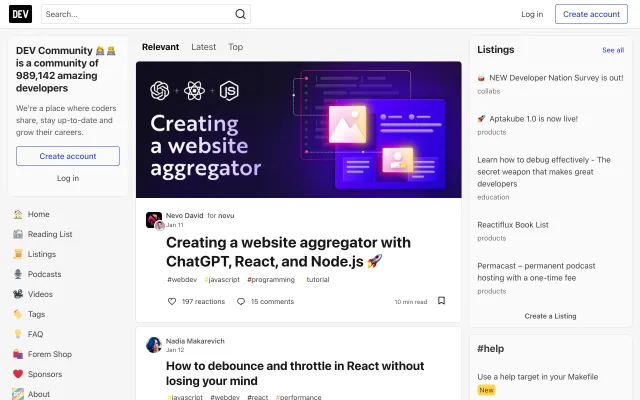 DEV
Search...
Log in
Create account
DEV Community
is a community of
989,142 amazing
developers
We're a place where coders
share, stay up-to-date and
grow their careers.
Create account
Log in
Home
Reading List
Listings
Podcasts
Videos
Tags
FAQ
Forem Shop
Sponsors
About
Relevant
Latest
Top
+ +
JS
Creating
a website
aggregator
Nevo David for novu
Jan 11
Creating a website aggregator with
ChatGPT, React, and Node.js 🚀
#webdev #javascript #programming tutorial
197 reactions
15 comments
10 min read
Nadia Makarevich
Jan 12
How to debounce and throttle in React without
losing your mind
#javascript #webdev #react #performance
Listings
See all
NEW Developer Nation Survey is out!
collabs
🚀 Aptakube 1.0 is now live!
products
Learn how to debug effectively - The
secret weapon that makes great
developers
education
Reactiflux Book List
products
Permacast – permanent podcast
hosting with a one-time fee
products
Create a Listing
#help
Use a help target in your Makefile
New